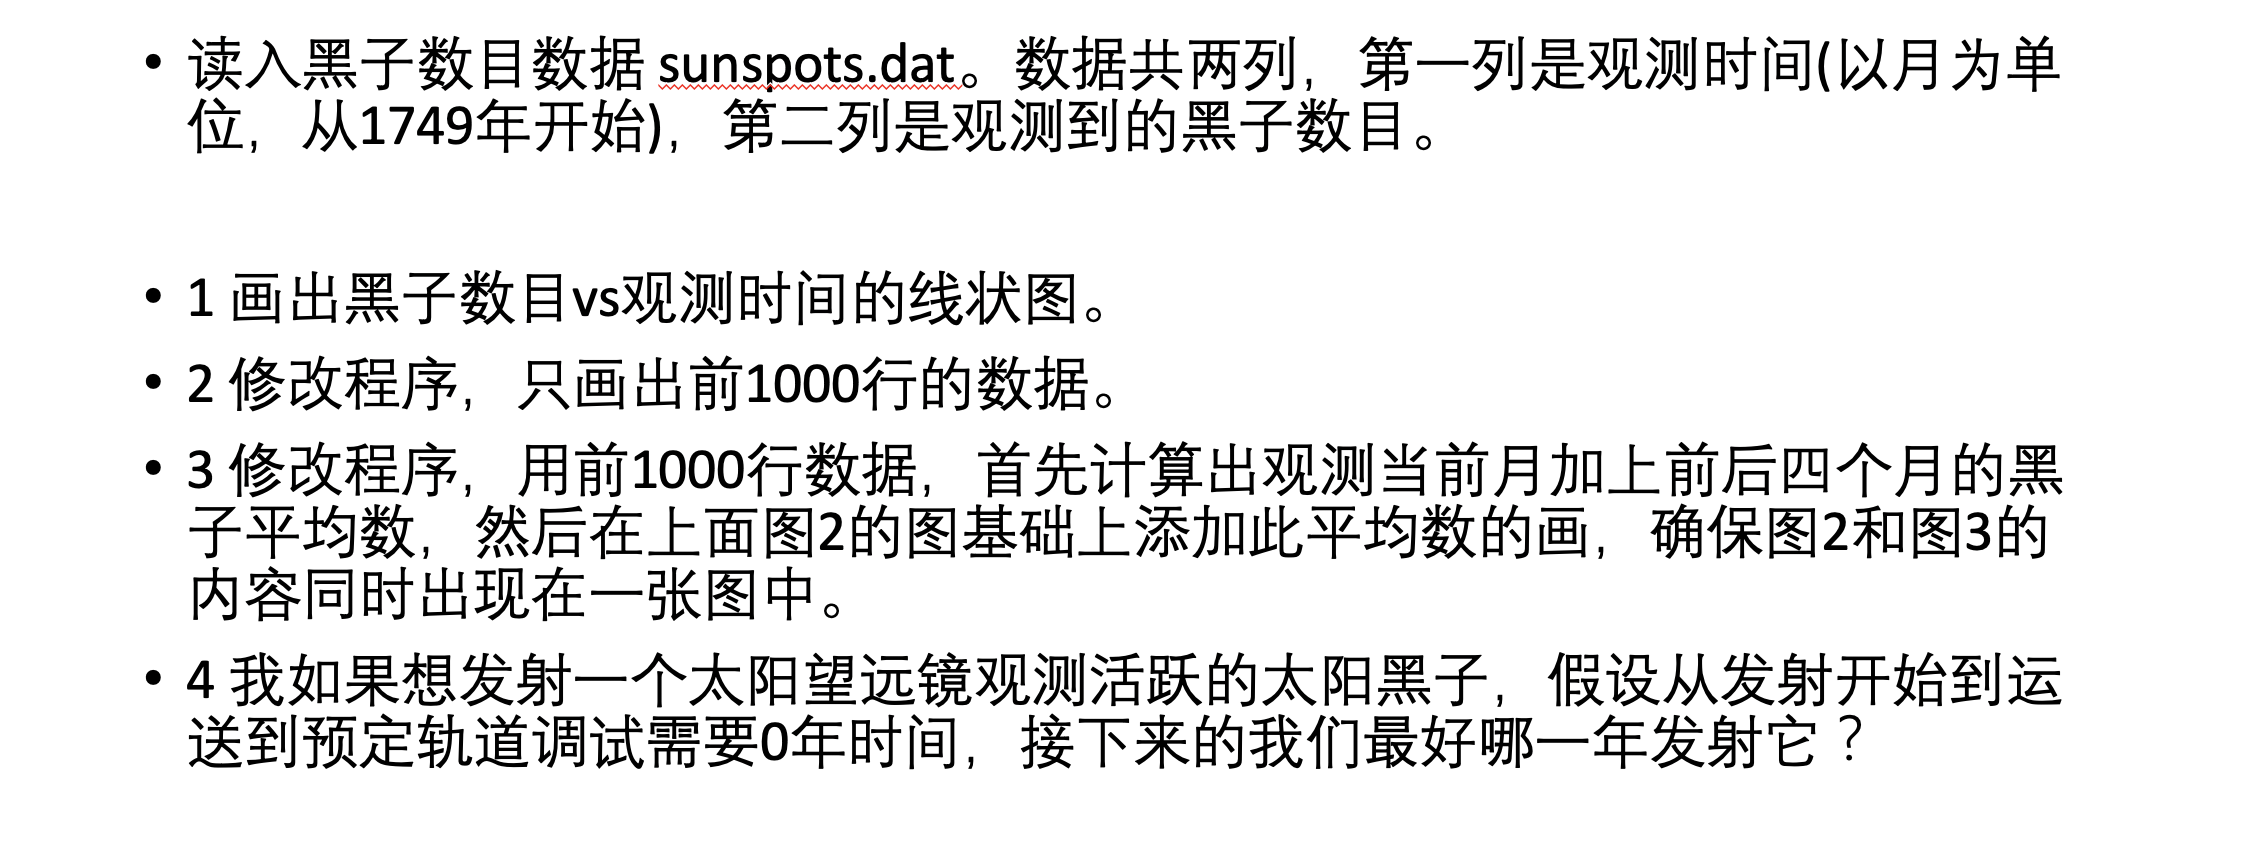 • 读入黑子数目数据 sunspots.dat。数据共两列，第一列是观测时间(以月为单
位，从1749年开始)，第二列是观测到的黑子数目。
• 1 画出黑子数目vs观测时间的线状图。
• 2 修改程序，只画出前1000行的数据。
• 3 修改程序，用前1000行数据，首先计算出观测当前月加上前后四个月的黑
子平均数，然后在上面图2的图基础上添加此平均数的画，确保图2和图3的
内容同时出现在一张图中。
• 4 我如果想发射一个太阳望远镜观测活跃的太阳黑子，假设从发射开始到运
送到预定轨道调试需要0年时间，接下来的我们最好哪一年发射它？